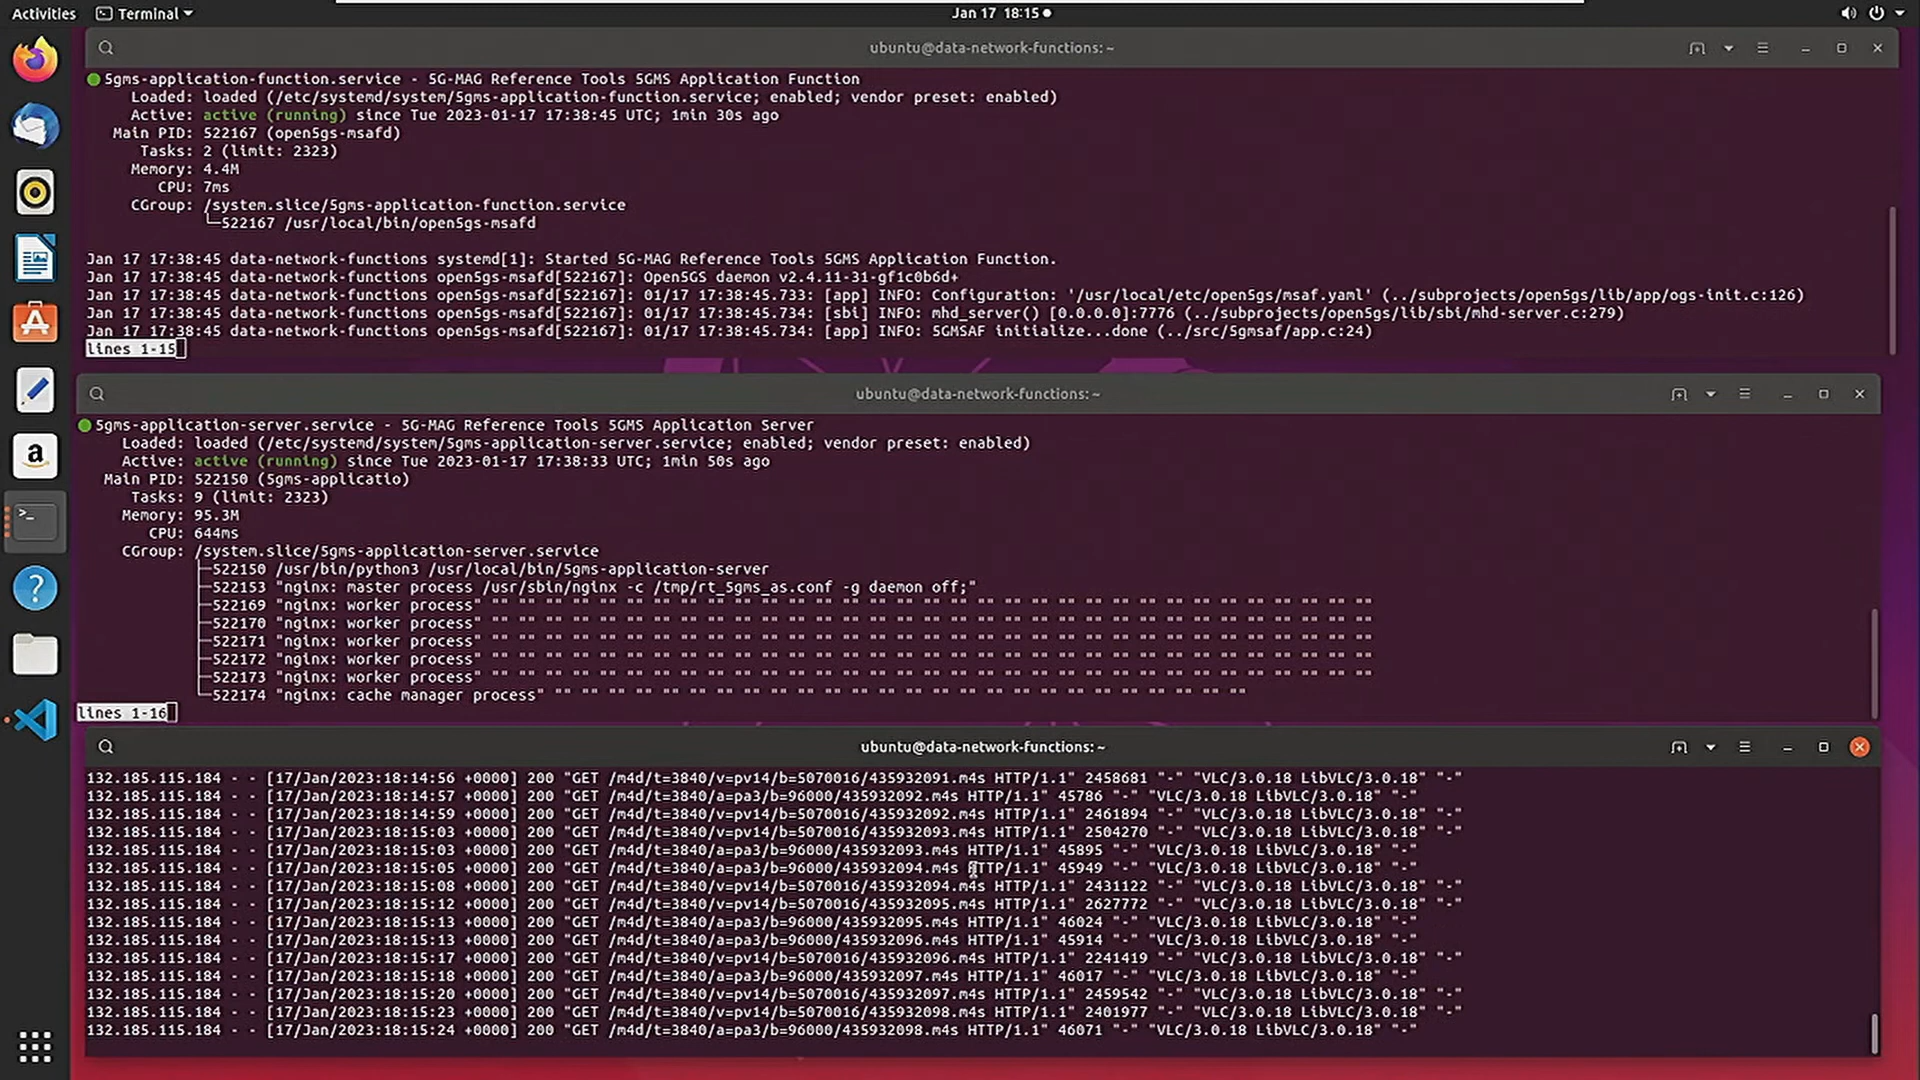 Activities
Terminal
Jan 17 18:15
ubuntu@data-network-functions: ~
5gms-application-function.service - 5G-MAG Reference Tools 5GMS Application Function
Loaded: loaded (/etc/systemd/system/5gms-application-function.service; enabled; vendor preset: enabled)
Active: active (running) since Tue 2023-01-17 17:38:45 UTC; 1min 30s ago
Main PID: 522167 (open5gs-msafd)
Tasks: 2 (limit: 2323)
Memory: 4.4M
CPU: 7ms
CGroup: /system.slice/5gms-application-function.service
└─522167 /usr/local/bin/open5gs-msafd
Jan 17 17:38:45 data-network-functions systemd[1]: Started 5G-MAG Reference Tools 5GMS Application Function.
Jan 17 17:38:45 data-network-functions open5gs-msafd[522167]: Open5GS daemon v2.4.11-31-gf1c0b6d+
Jan 17 17:38:45 data-network-functions open5gs-msafd[522167]: 01/17 17:38:45.733: [app] INFO: Configuration: '/usr/local/etc/open5gs/msaf.yaml' (../subprojects/open5gs/lib/app/ogs-init.c:126)
Jan 17 17:38:45 data-network-functions open5gs-msafd[522167]: 01/17 17:38:45.734: [sbi] INFO: mhd_server() [0.0.0.0]:7776 (../subprojects/open5gs/lib/sbi/mhd-server.c:279)
Jan 17 17:38:45 data-network-functions open5gs-msafd[522167]: 01/17 17:38:45.734: [app] INFO: 5GMSAF initialize...done (../src/5gmsaf/app.c:24)
lines 1-15
ubuntu@data-network-functions: ~
5gms-application-server.service - 5G-MAG Reference Tools 5GMS Application Server
Loaded: loaded (/etc/systemd/system/5gms-application-server.service; enabled; vendor preset: enabled)
Active: active (running) since Tue 2023-01-17 17:38:33 UTC; 1min 50s ago
Main PID: 522150 (5gms-applicatio)
Tasks: 9 (limit: 2323)
Memory: 95.3M
CPU: 644ms
CGroup: /system.slice/5gms-application-server.service
├─522150 /usr/bin/python3 /usr/local/bin/5gms-application-server
├─522153 "nginx: master process /usr/sbin/nginx -c /tmp/rt_5gms_as.conf -g daemon off;"
├─522169 "nginx: worker process" "" "" "" "" "" "" "" "" "" "" "" "" "" "" "" "" "" "" "" "" "" "" "" "" "" "" "" "" "" "" "" "" ""
├─522170 "nginx: worker process" "" "" "" "" "" "" "" "" "" "" "" "" "" "" "" "" "" "" "" "" "" "" "" "" "" "" "" "" "" "" "" "" ""
├─522171 "nginx: worker process" "" "" "" "" "" "" "" "" "" "" "" "" "" "" "" "" "" "" "" "" "" "" "" "" "" "" "" "" "" "" "" "" ""
├─522172 "nginx: worker process" "" "" "" "" "" "" "" "" "" "" "" "" "" "" "" "" "" "" "" "" "" "" "" "" "" "" "" "" "" "" "" "" ""
├─522173 "nginx: worker process" "" "" "" "" "" "" "" "" "" "" "" "" "" "" "" "" "" "" "" "" "" "" "" "" "" "" "" "" "" "" "" "" ""
└─522174 "nginx: cache manager process" "" "" "" "" "" "" "" "" "" "" "" "" "" "" "" "" "" "" "" "" "" "" "" "" "" ""
lines 1-16
ubuntu@data-network-functions: ~
132.185.115.184 - - [17/Jan/2023:18:14:56 +0000] 200 "GET /m4d/t=3840/v=pv14/b=5070016/435932091.m4s HTTP/1.1" 2458681 "-" "VLC/3.0.18 LibVLC/3.0.18" "-"
132.185.115.184 - - [17/Jan/2023:18:14:57 +0000] 200 "GET /m4d/t=3840/a=pa3/b=96000/435932092.m4s HTTP/1.1" 45786 "-" "VLC/3.0.18 LibVLC/3.0.18" "-"
132.185.115.184 - - [17/Jan/2023:18:14:59 +0000] 200 "GET /m4d/t=3840/v=pv14/b=5070016/435932092.m4s HTTP/1.1" 2461894 "-" "VLC/3.0.18 LibVLC/3.0.18" "-"
132.185.115.184 - - [17/Jan/2023:18:15:03 +0000] 200 "GET /m4d/t=3840/v=pv14/b=5070016/435932093.m4s HTTP/1.1" 2504270 "-" "VLC/3.0.18 LibVLC/3.0.18" "-"
132.185.115.184 - - [17/Jan/2023:18:15:03 +0000] 200 "GET /m4d/t=3840/a=pa3/b=96000/435932093.m4s HTTP/1.1" 45895 "-" "VLC/3.0.18 LibVLC/3.0.18" "-"
132.185.115.184 - - [17/Jan/2023:18:15:05 +0000] 200 "GET /m4d/t=3840/a=pa3/b=96000/435932094.m4s HTTP/1.1" 45949 "-" "VLC/3.0.18 LibVLC/3.0.18" "-"
132.185.115.184 - - [17/Jan/2023:18:15:08 +0000] 200 "GET /m4d/t=3840/v=pv14/b=5070016/435932094.m4s HTTP/1.1" 2431122 "-" "VLC/3.0.18 LibVLC/3.0.18" "-"
132.185.115.184 - - [17/Jan/2023:18:15:12 +0000] 200 "GET /m4d/t=3840/v=pv14/b=5070016/435932095.m4s HTTP/1.1" 2627772 "-" "VLC/3.0.18 LibVLC/3.0.18" "-"
132.185.115.184 - - [17/Jan/2023:18:15:13 +0000] 200 "GET /m4d/t=3840/a=pa3/b=96000/435932095.m4s HTTP/1.1" 46024 "-" "VLC/3.0.18 LibVLC/3.0.18" "-"
132.185.115.184 - - [17/Jan/2023:18:15:13 +0000] 200 "GET /m4d/t=3840/a=pa3/b=96000/435932096.m4s HTTP/1.1" 45914 "-" "VLC/3.0.18 LibVLC/3.0.18" "-"
132.185.115.184 - - [17/Jan/2023:18:15:17 +0000] 200 "GET /m4d/t=3840/v=pv14/b=5070016/435932096.m4s HTTP/1.1" 2241419 "-" "VLC/3.0.18 LibVLC/3.0.18" "-"
132.185.115.184 - - [17/Jan/2023:18:15:18 +0000] 200 "GET /m4d/t=3840/a=pa3/b=96000/435932097.m4s HTTP/1.1" 46017 "-" "VLC/3.0.18 LibVLC/3.0.18" "-"
132.185.115.184 - - [17/Jan/2023:18:15:20 +0000] 200 "GET /m4d/t=3840/v=pv14/b=5070016/435932097.m4s HTTP/1.1" 2459542 "-" "VLC/3.0.18 LibVLC/3.0.18" "-"
132.185.115.184 - - [17/Jan/2023:18:15:23 +0000] 200 "GET /m4d/t=3840/v=pv14/b=5070016/435932098.m4s HTTP/1.1" 2401977 "-" "VLC/3.0.18 LibVLC/3.0.18" "-"
132.185.115.184 - - [17/Jan/2023:18:15:24 +0000] 200 "GET /m4d/t=3840/a=pa3/b=96000/435932098.m4s HTTP/1.1" 46071 "-" "VLC/3.0.18 LibVLC/3.0.18" "-"